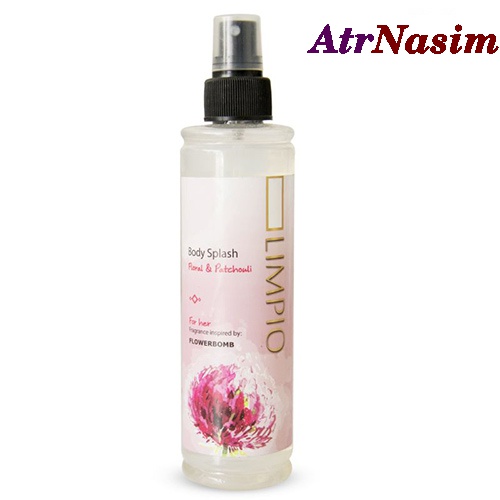 AtrNasim
Body Splash
Floral & Patchouli
For her
Fragrance inspired by:
FLOWERBOMB
LIMPIO